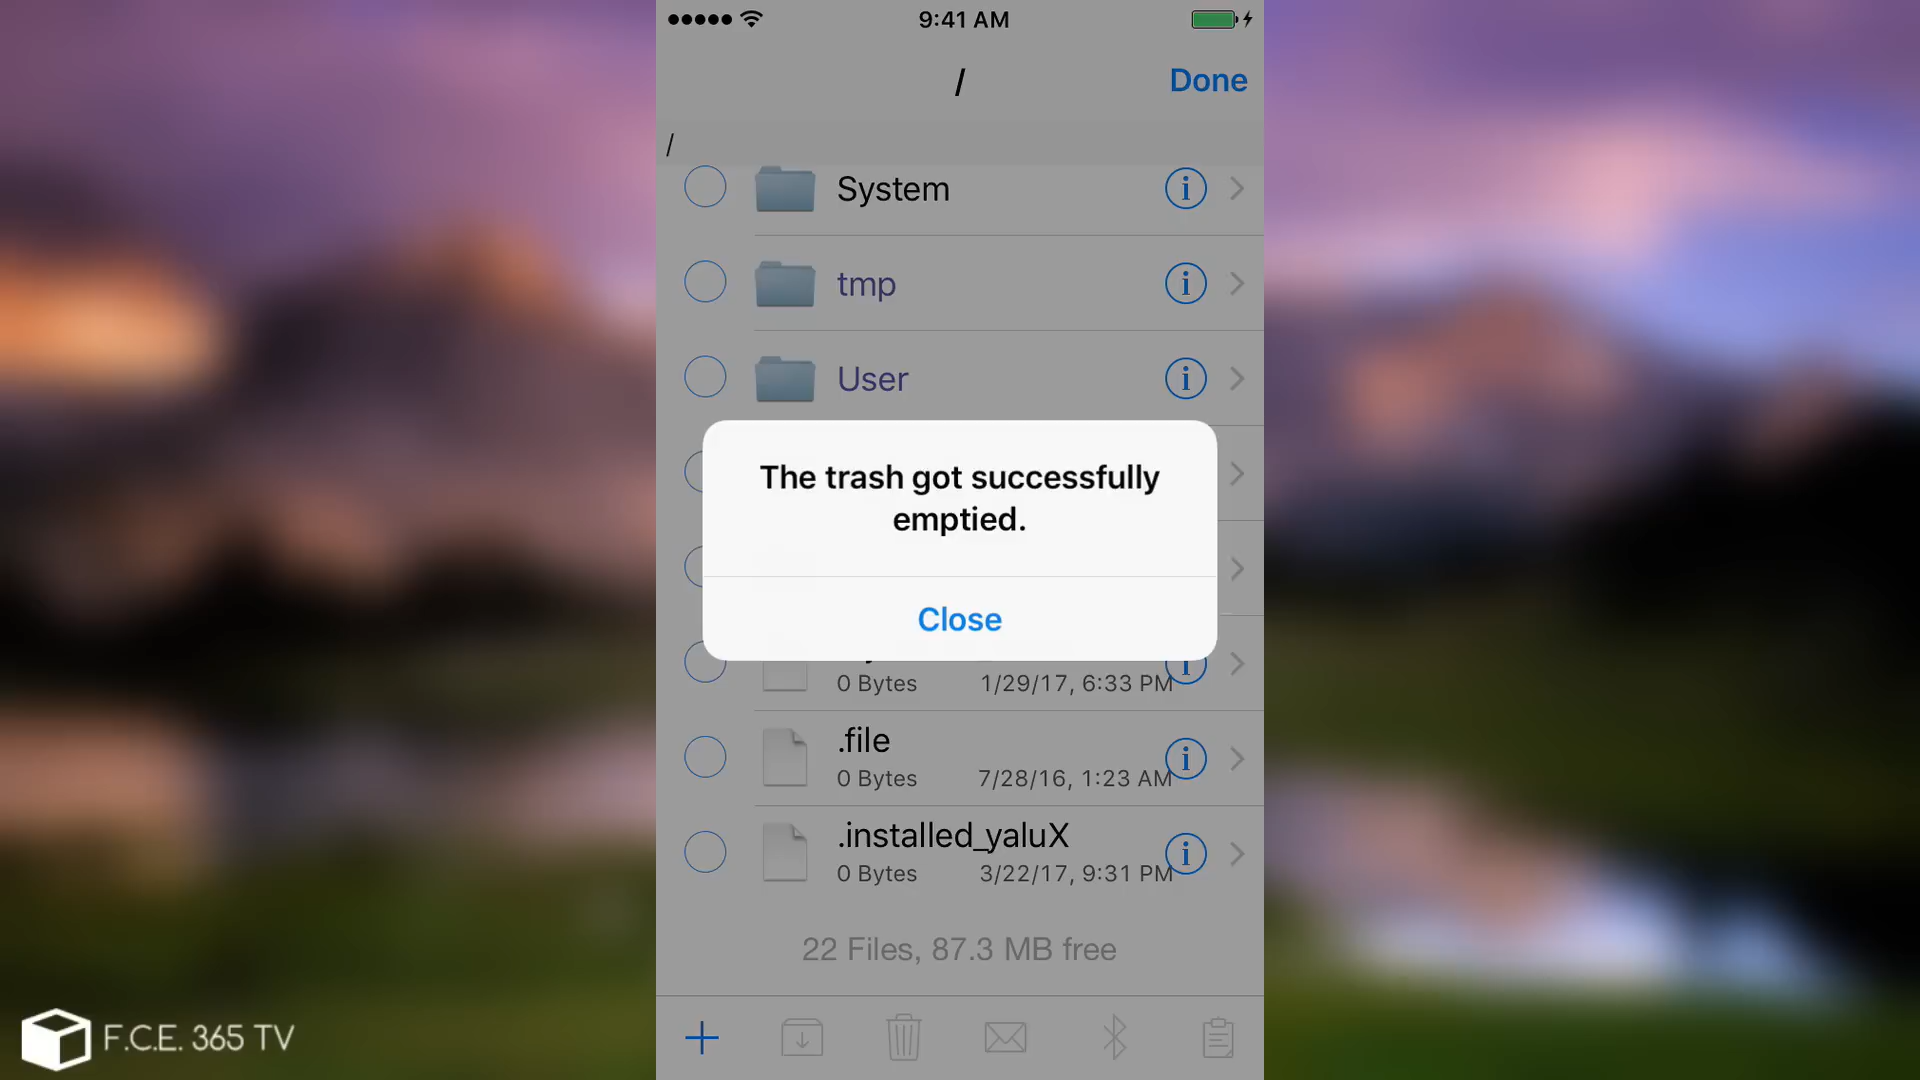 9:41 AM
/
Done
/
System
tmp
User
The trash got successfully
emptied.
Close
0 Bytes 1/29/17, 6:33 PM
.file
0 Bytes 7/28/16, 1:23 AM
.installed_yaluX
0 Bytes 3/22/17, 9:31 PM
22 Files, 87.3 MB free
F.C.E. 365 TV